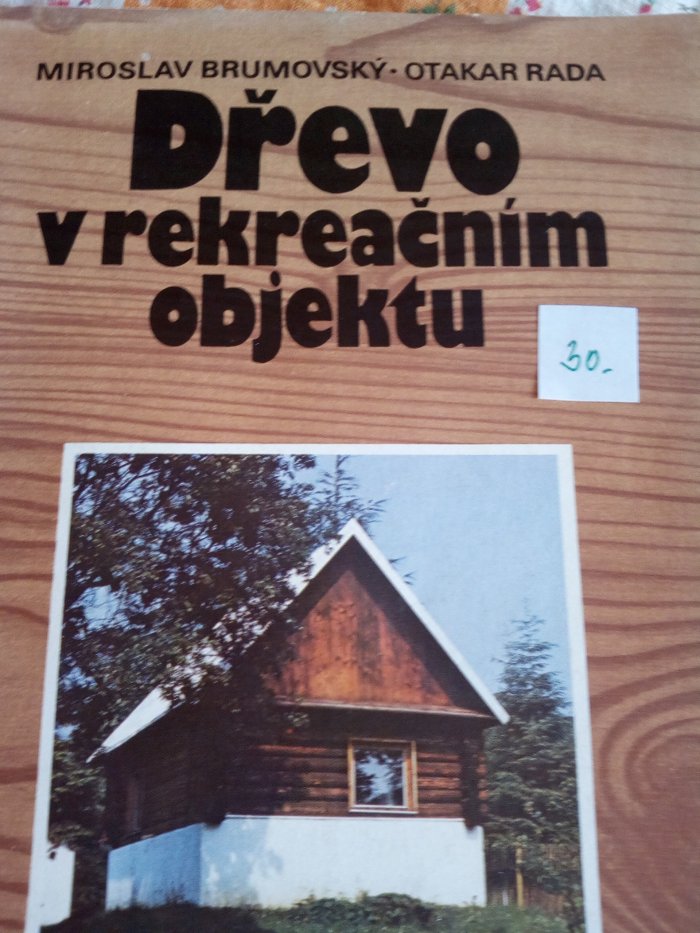 MIROSLAV BRUMOVSKÝ · OTAKAR RADA
Dřevo
v rekreačním
objektu
30.-